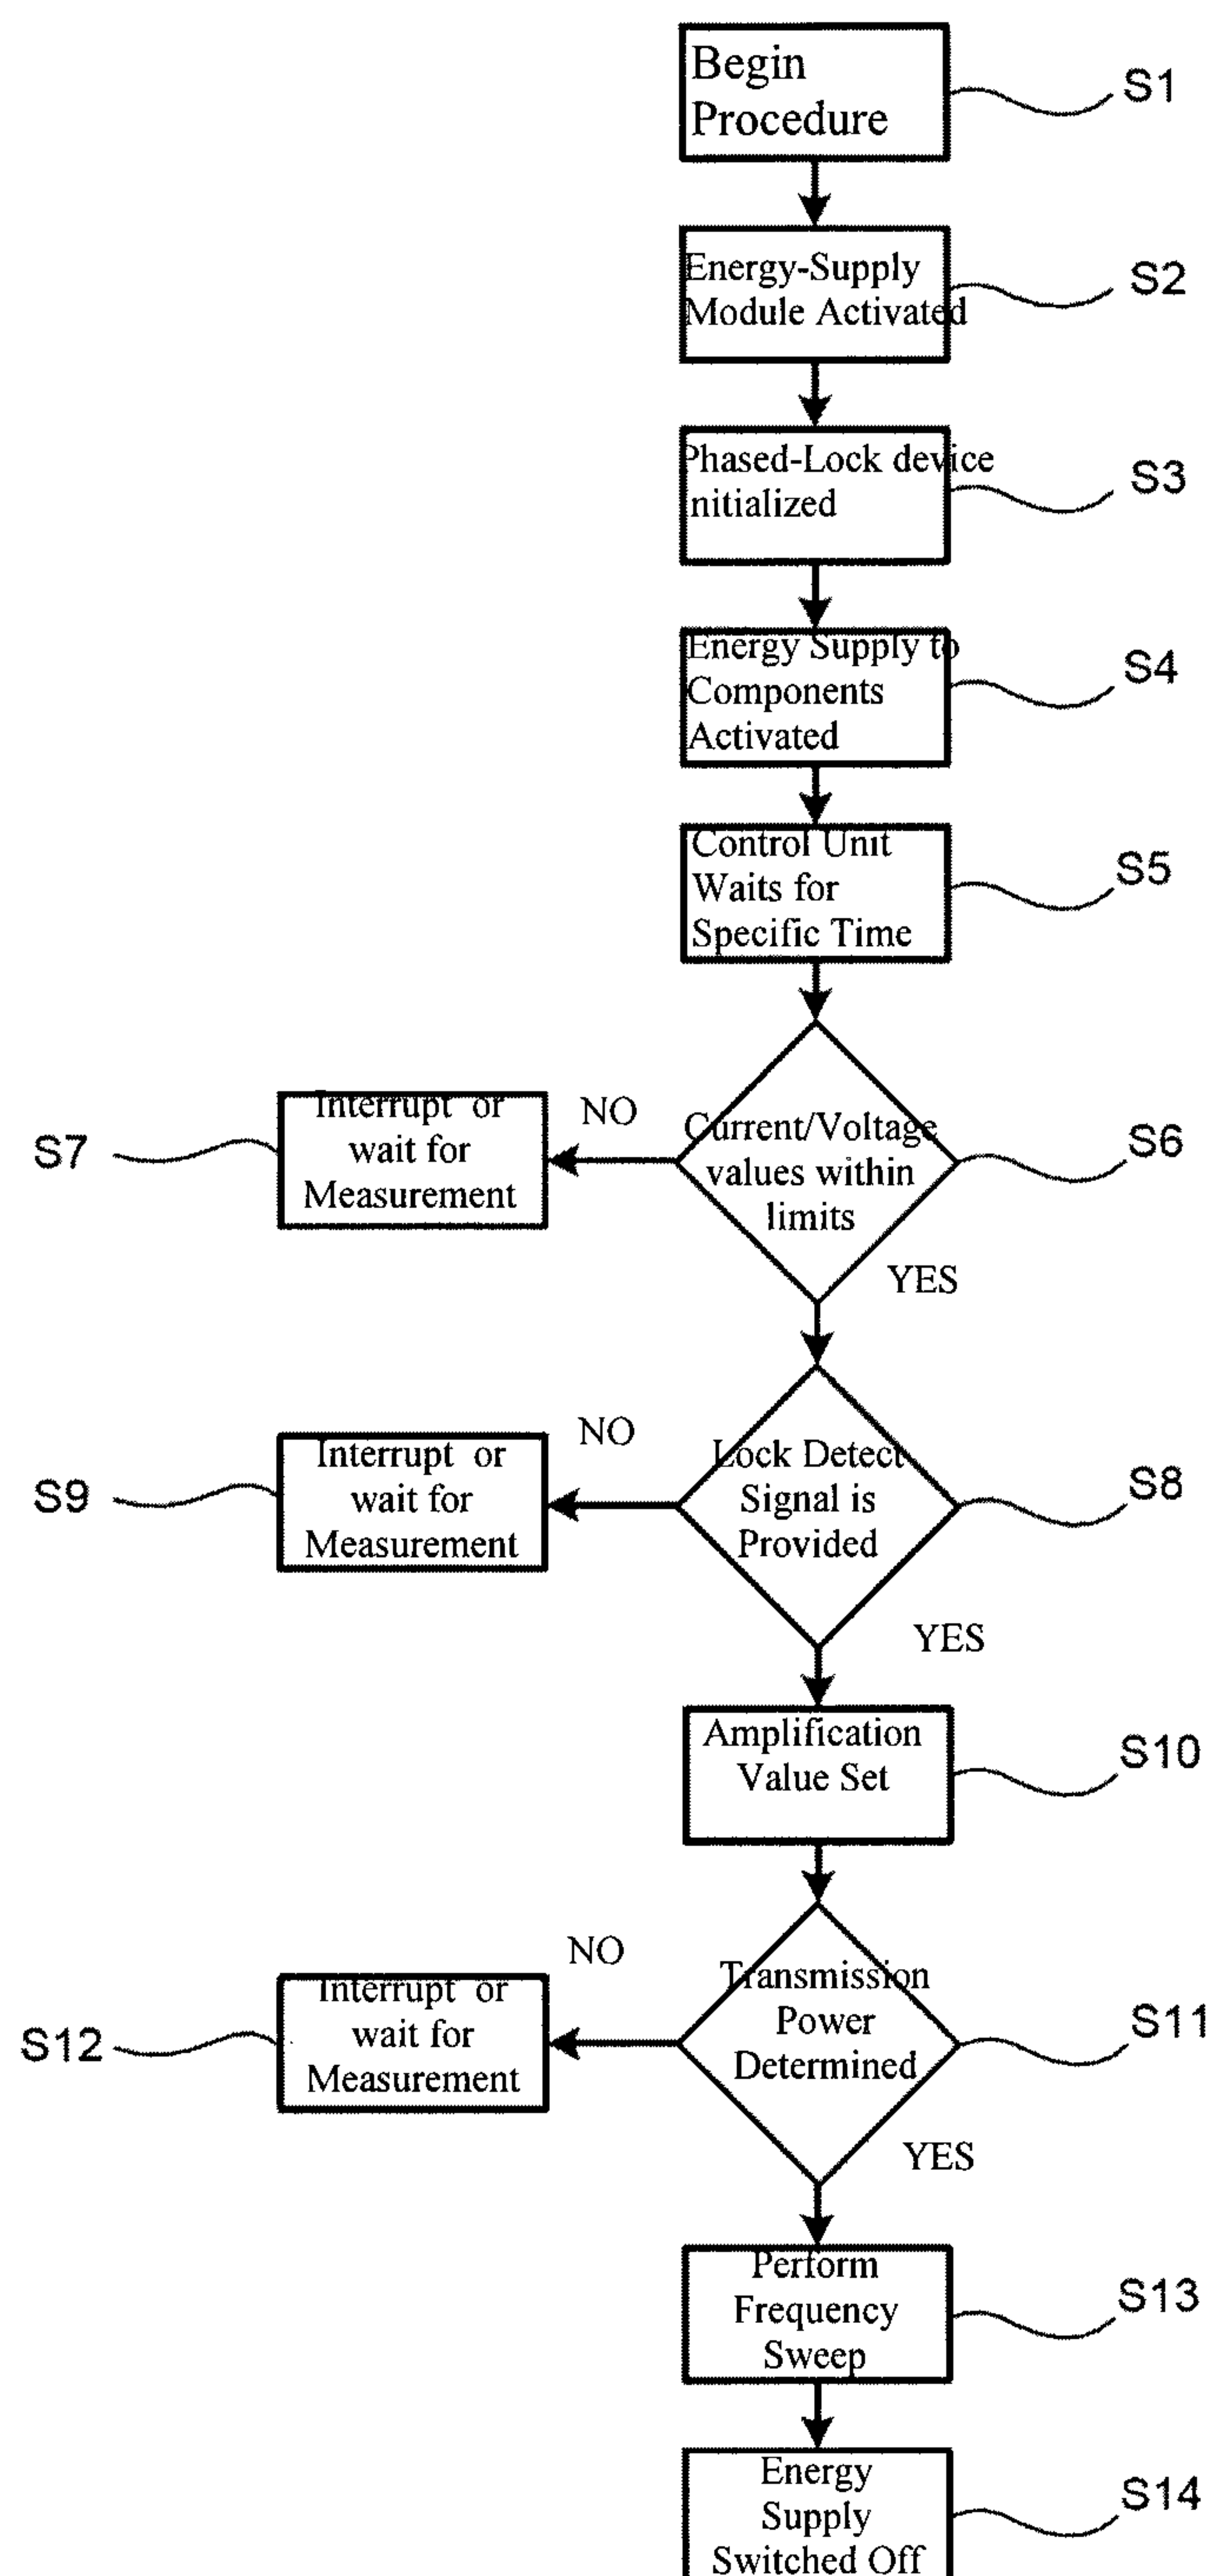 Begin
Procedure
S1
Energy-Supply
Module Activated
S2
Phased-Lock device
Initialized
S3
Energy Supply to
Components
Activated
S4
Control Unit
Waits for
Specific Time
S5
Current/Voltage
values within
limits
S6
NO
Interrupt or
wait for
Measurement
S7
YES
Lock Detect
Signal is
Provided
S8
NO
Interrupt or
wait for
Measurement
S9
YES
Amplification
Value Set
S10
Transmission
Power
Determined
S11
NO
Interrupt or
wait for
Measurement
S12
YES
Perform
Frequency
Sweep
S13
Energy
Supply
Switched Off
S14